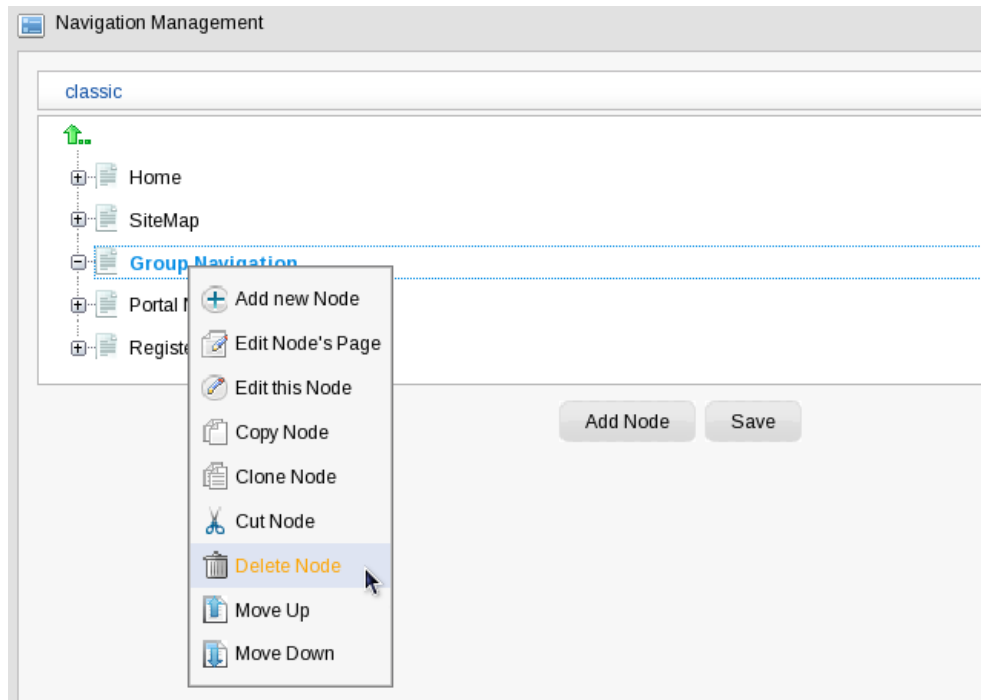 Navigation Management
classic
Home
SiteMap
Group Navigation
Portal
Add new Node
Edit Node's Page
Edit this Node
Copy Node
Clone Node
Cut Node
Delete Node
Move Up
Move Down
Add Node
Save